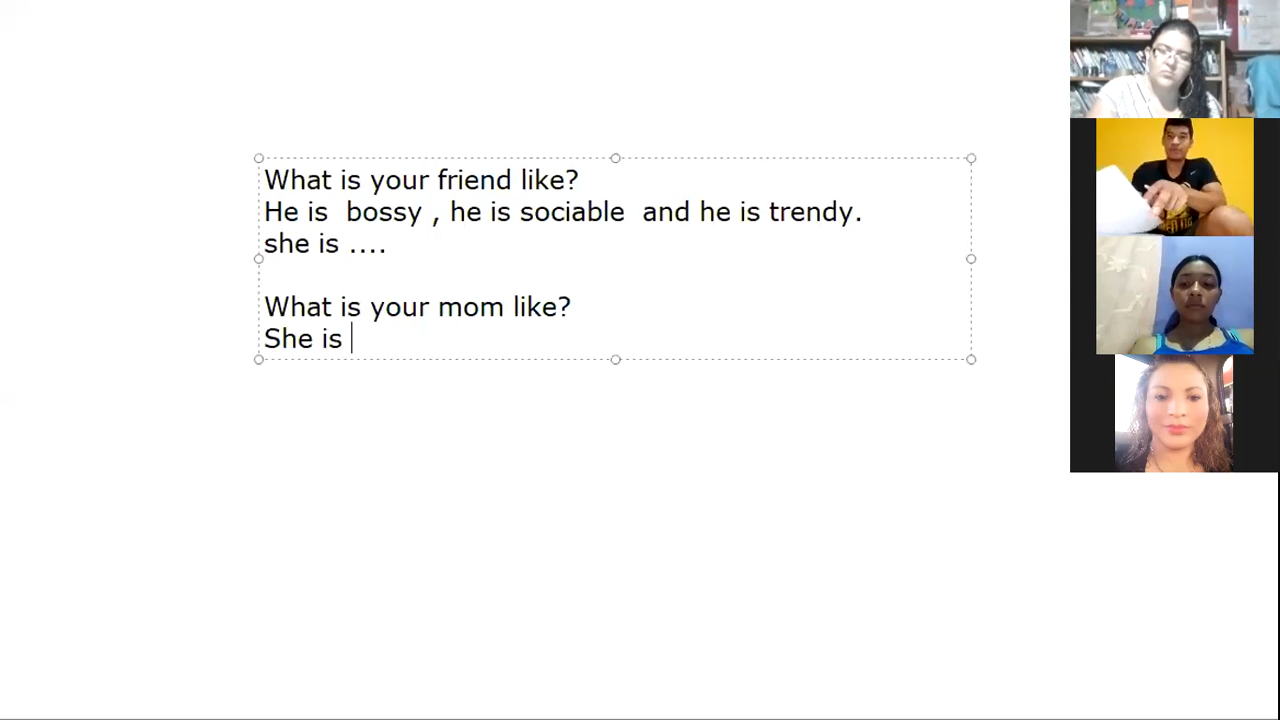 What is your friend like?
He is  bossy , he is sociable  and he is trendy.
she is ....
What is your mom like?
She is